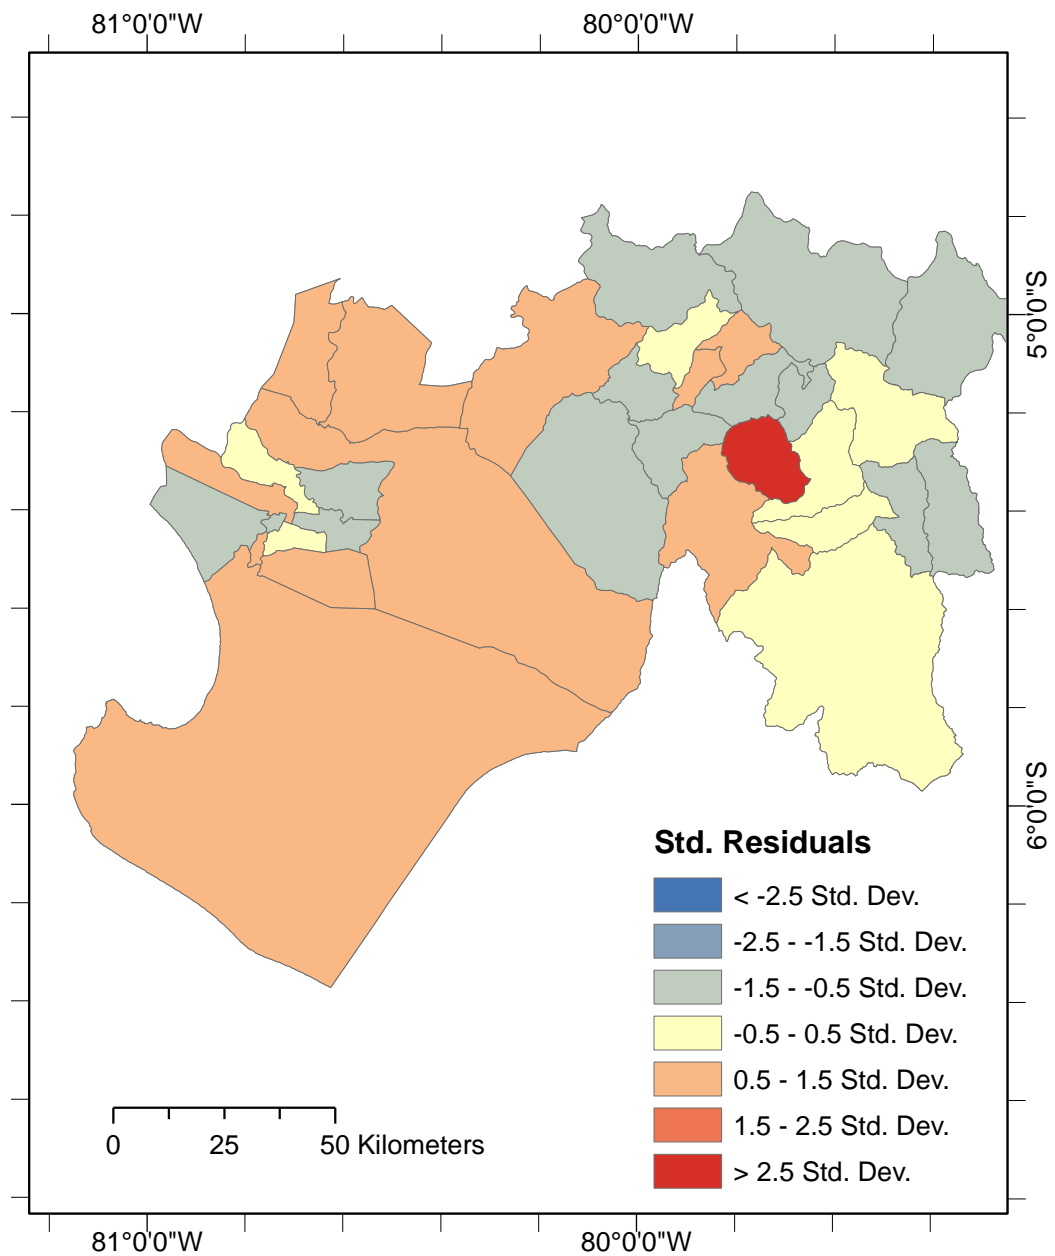 81°0'0"W 80°0'0"W
5°0'0"S
6°0'0"S
Std. Residuals
< -2.5 Std. Dev.
-2.5 - -1.5 Std. Dev.
-1.5 - -0.5 Std. Dev.
-0.5 - 0.5 Std. Dev.
0.5 - 1.5 Std. Dev.
1.5 - 2.5 Std. Dev.
> 2.5 Std. Dev.
0 25 50 Kilometers
81°0'0"W 80°0'0"W